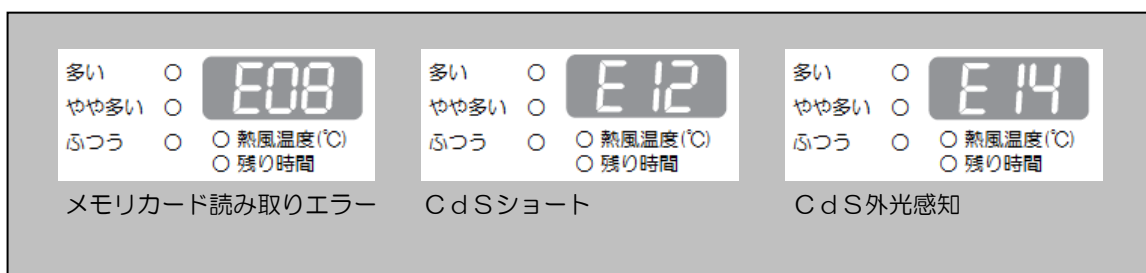 多い ○ E08
やや多い ○
ふつう ○ ○ 熱風温度(℃)
○ 残り時間
メモリカード読み取りエラー
多い ○ E12
やや多い ○
ふつう ○ ○ 熱風温度(℃)
○ 残り時間
ＣｄＳショート
多い ○ E14
やや多い ○
ふつう ○ ○ 熱風温度(℃)
○ 残り時間
ＣｄＳ外光感知